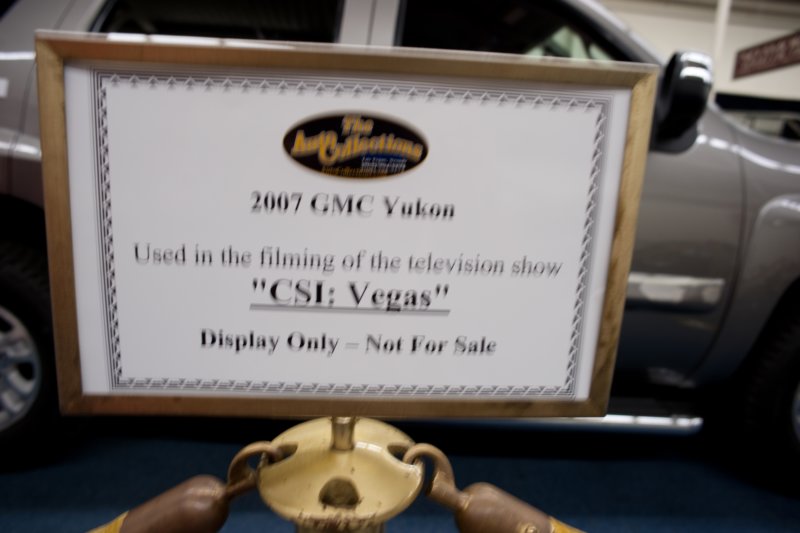 The
Auto Collections
2007 GMC Yukon
Used in the filming of the television show
"CSI: Vegas"
Display Only – Not For Sale